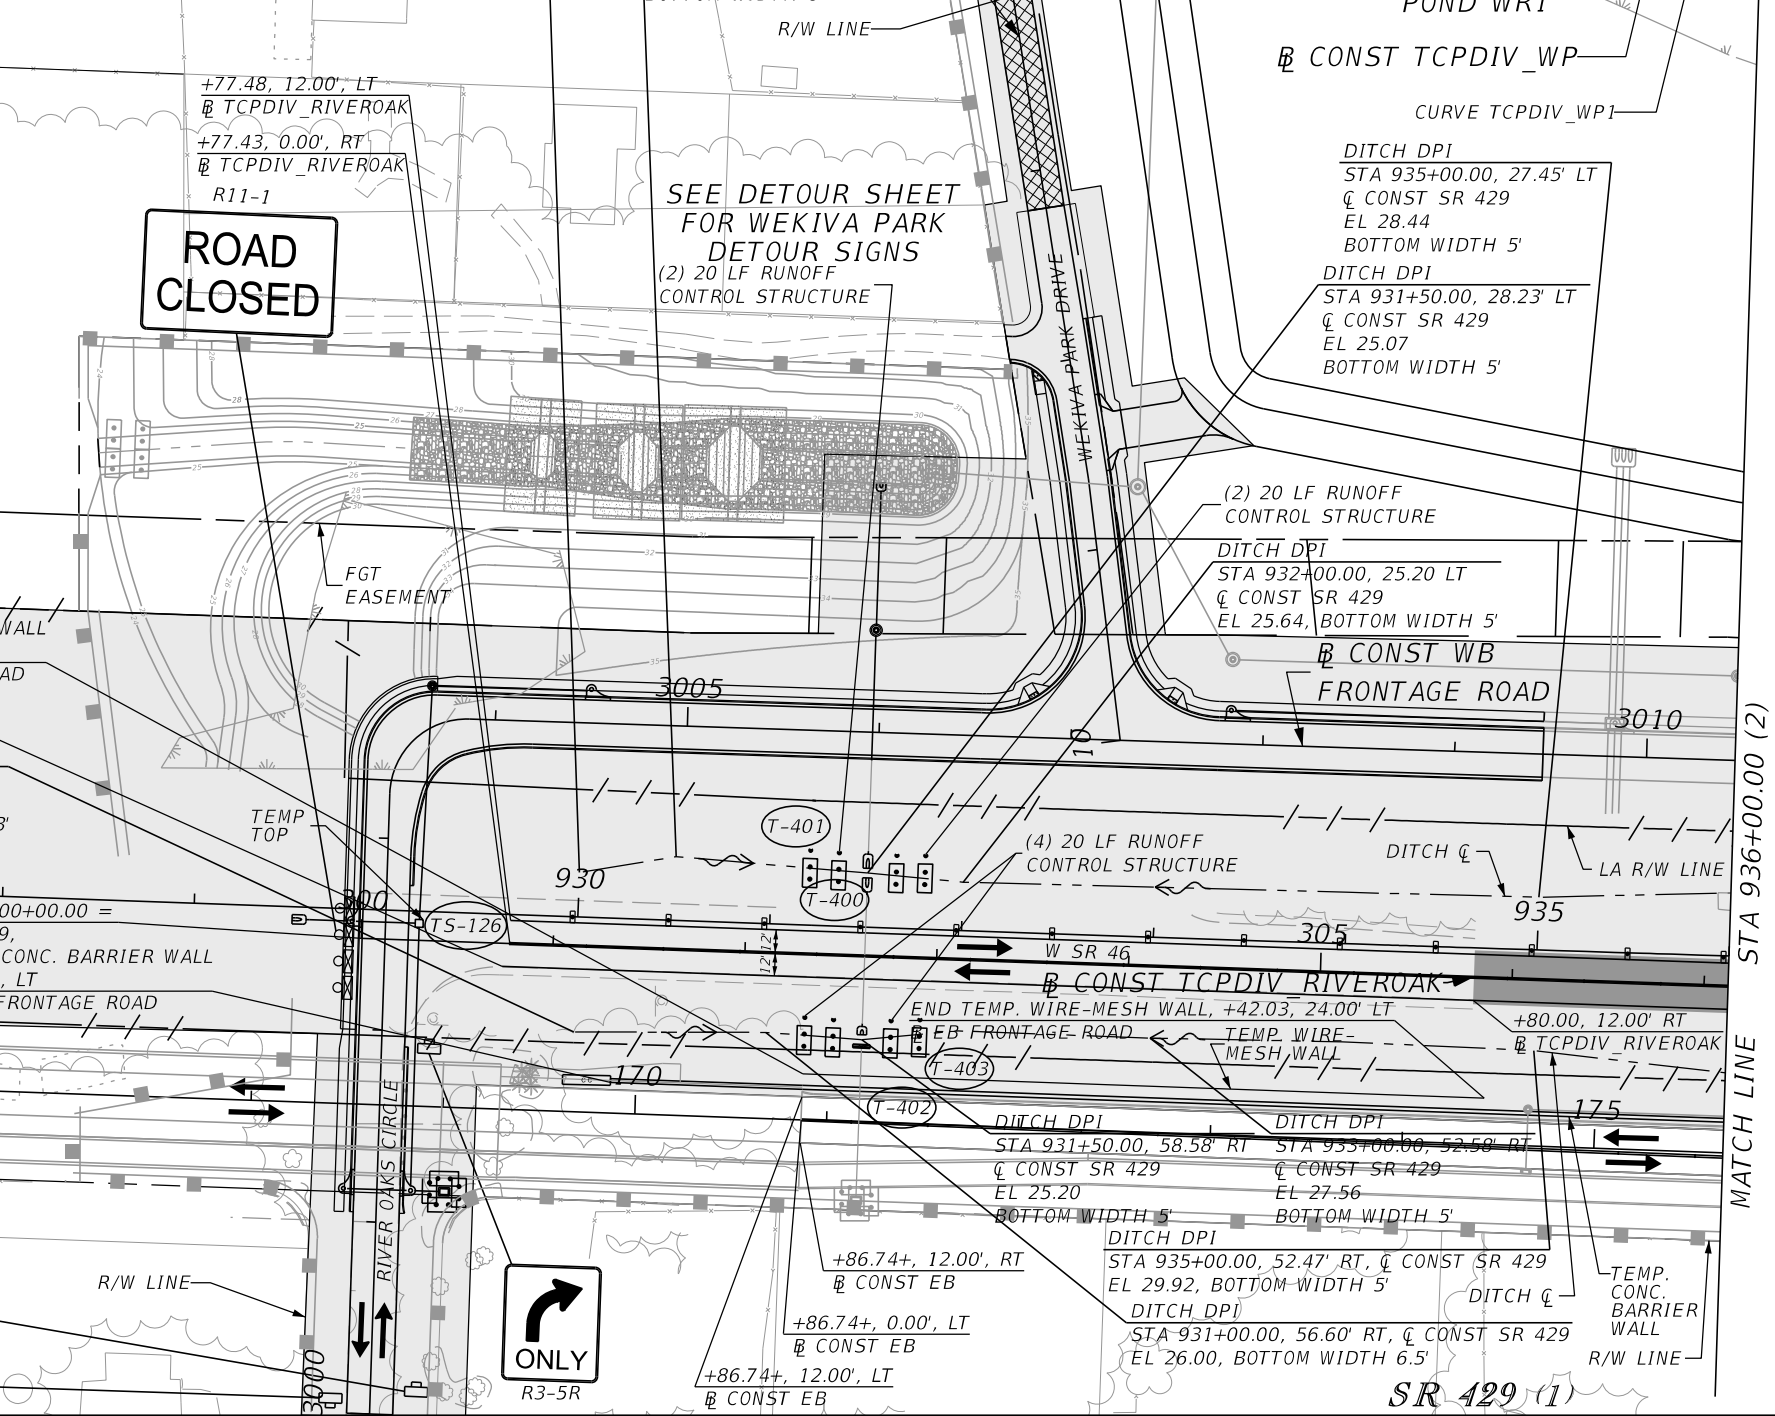 R/W LINE
POND WR1
℄ CONST TCPDIV_WP
CURVE TCPDIV_WP1
+77.48, 12.00' LT
℄ TCPDIV_RIVEROAK
+77.43, 0.00', RT
℄ TCPDIV_RIVEROAK
R11-1
ROAD
CLOSED
SEE DETOUR SHEET
FOR WEKIVA PARK
DETOUR SIGNS
(2) 20 LF RUNOFF
CONTROL STRUCTURE
DITCH DPI
STA 935+00.00, 27.45' LT
℄ CONST SR 429
EL 28.44
BOTTOM WIDTH 5'
DITCH DPI
STA 931+50.00, 28.23' LT
℄ CONST SR 429
EL 25.07
BOTTOM WIDTH 5'
WEKIVA PARK DRIVE
(2) 20 LF RUNOFF
CONTROL STRUCTURE
DITCH DPI
STA 932+00.00, 25.20 LT
℄ CONST SR 429
EL 25.64, BOTTOM WIDTH 5'
FGT
EASEMENT
WALL
AD
℄ CONST WB
FRONTAGE ROAD
3005
3010
10
TEMP
TOP
T-401
T-400
(4) 20 LF RUNOFF
CONTROL STRUCTURE
DITCH ℄
LA R/W LINE
930
935
300
305
TS-126
00+00.00 =
9,
CONC. BARRIER WALL
, LT
FRONTAGE ROAD
12' 12'
W SR 46
℄ CONST TCPDIV_RIVEROAK
END TEMP. WIRE-MESH WALL, +42.03, 24.00' LT
℄ EB FRONTAGE ROAD
TEMP. WIRE-
MESH WALL
+80.00, 12.00' RT
℄ TCPDIV_RIVEROAK
T-403
T-402
170
175
RIVER OAKS CIRCLE
DITCH DPI
STA 931+50.00, 58.58' RT
℄ CONST SR 429
EL 25.20
BOTTOM WIDTH 5'
DITCH DPI
STA 933+00.00, 52.58' RT
℄ CONST SR 429
EL 27.56
BOTTOM WIDTH 5'
DITCH DPI
STA 935+00.00, 52.47' RT, ℄ CONST SR 429
EL 29.92, BOTTOM WIDTH 5'
DITCH DPI
STA 931+00.00, 56.60' RT, ℄ CONST SR 429
EL 26.00, BOTTOM WIDTH 6.5'
+86.74+, 12.00', RT
℄ CONST EB
+86.74+, 0.00', LT
℄ CONST EB
+86.74+, 12.00', LT
℄ CONST EB
R/W LINE
3000
ONLY
R3-5R
DITCH ℄
TEMP.
CONC.
BARRIER
WALL
R/W LINE
SR 429 (1)
MATCH LINE STA 936+00.00 (2)